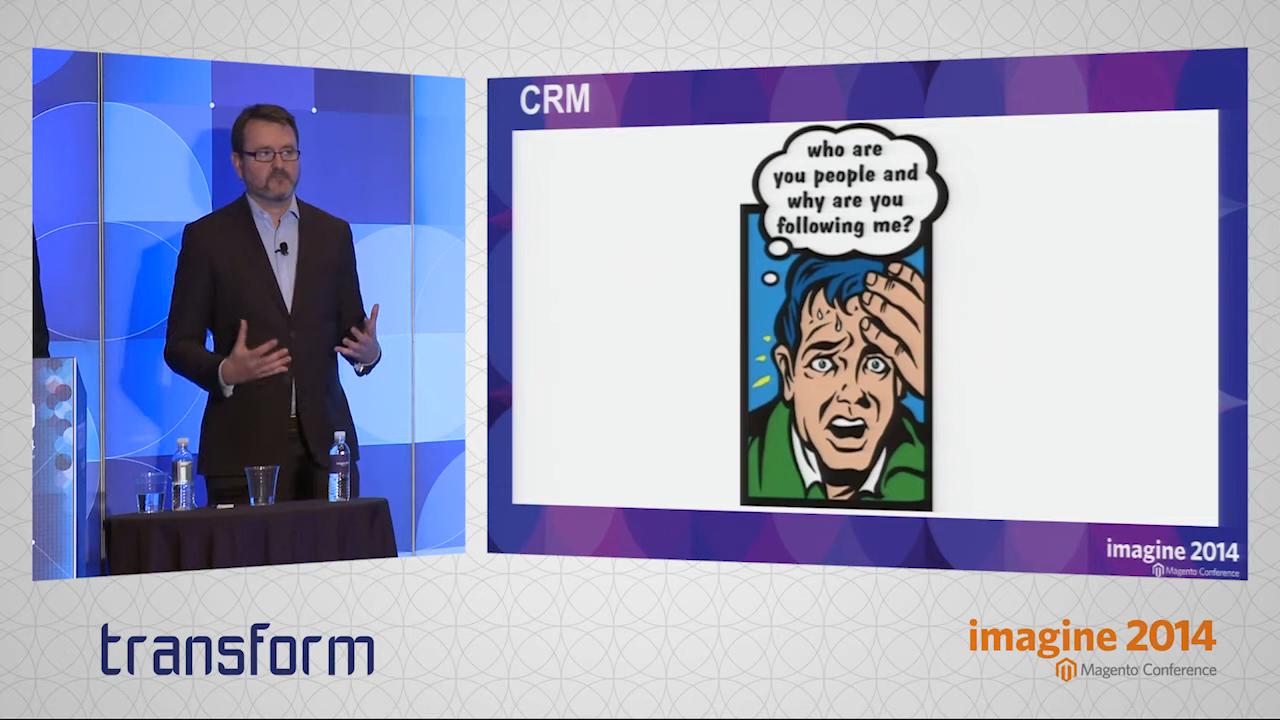 CRM
who are
you people and
why are you
following me?
imagine 2014
Magento Conference
transform
imagine 2014
Magento Conference